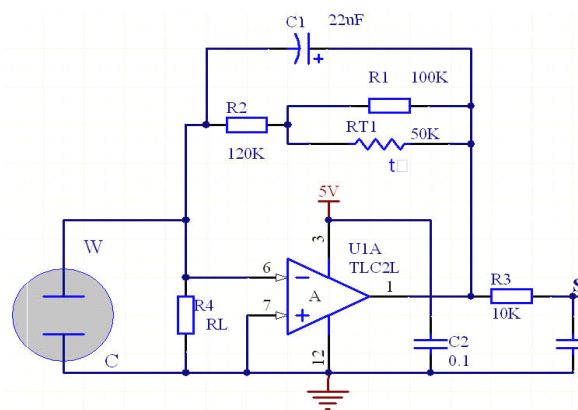 C1 22uF
R1 100K
R2
RT1 50K
120K
t
5V
W
3
U1A
TLC2L
6
A
1
R3
R4
7
RL
10K
C2
C
12
0.1